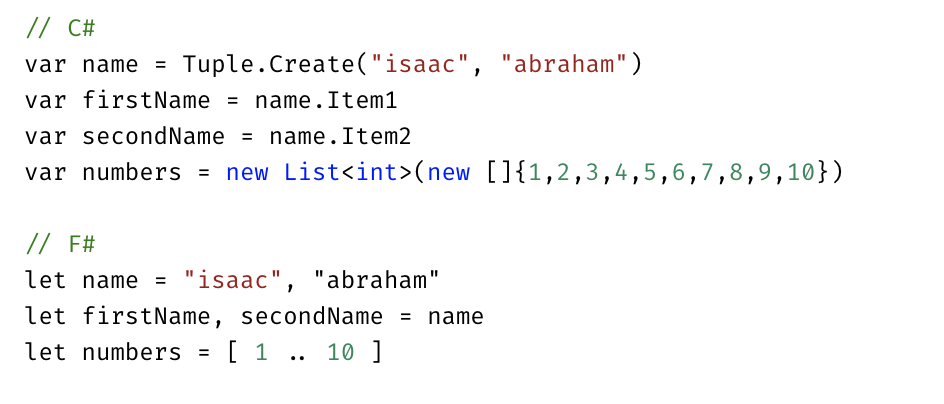 // C#
var name = Tuple.Create("isaac", "abraham")
var firstName = name.Item1
var secondName = name.Item2
var numbers = new List<int>(new []{1,2,3,4,5,6,7,8,9,10})
// F#
let name = "isaac", "abraham"
let firstName, secondName = name
let numbers = [ 1 .. 10 ]